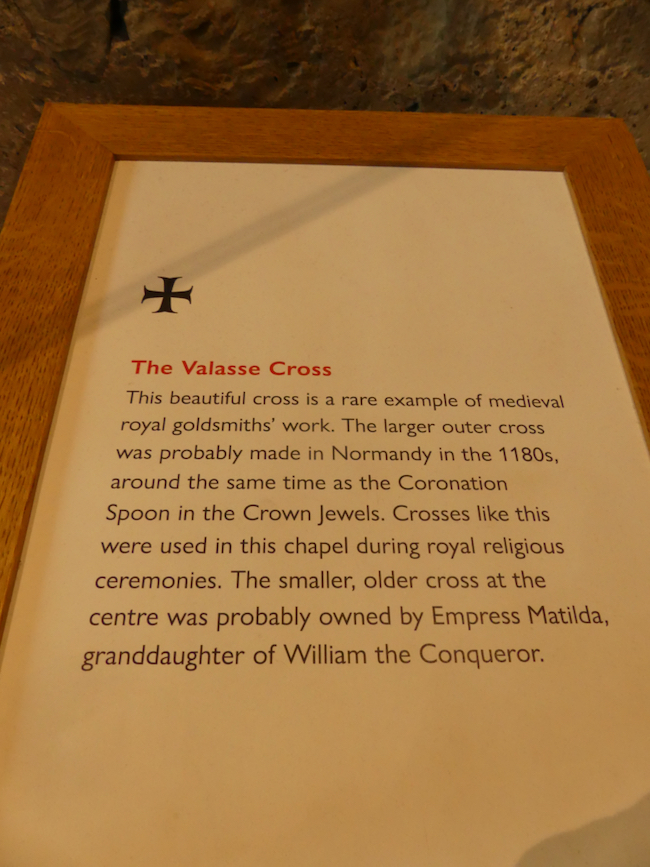 The Valasse Cross
This beautiful cross is a rare example of medieval
royal goldsmiths’ work. The larger outer cross
was probably made in Normandy in the 1180s,
around the same time as the Coronation
Spoon in the Crown Jewels. Crosses like this
were used in this chapel during royal religious
ceremonies. The smaller, older cross at the
centre was probably owned by Empress Matilda,
granddaughter of William the Conqueror.